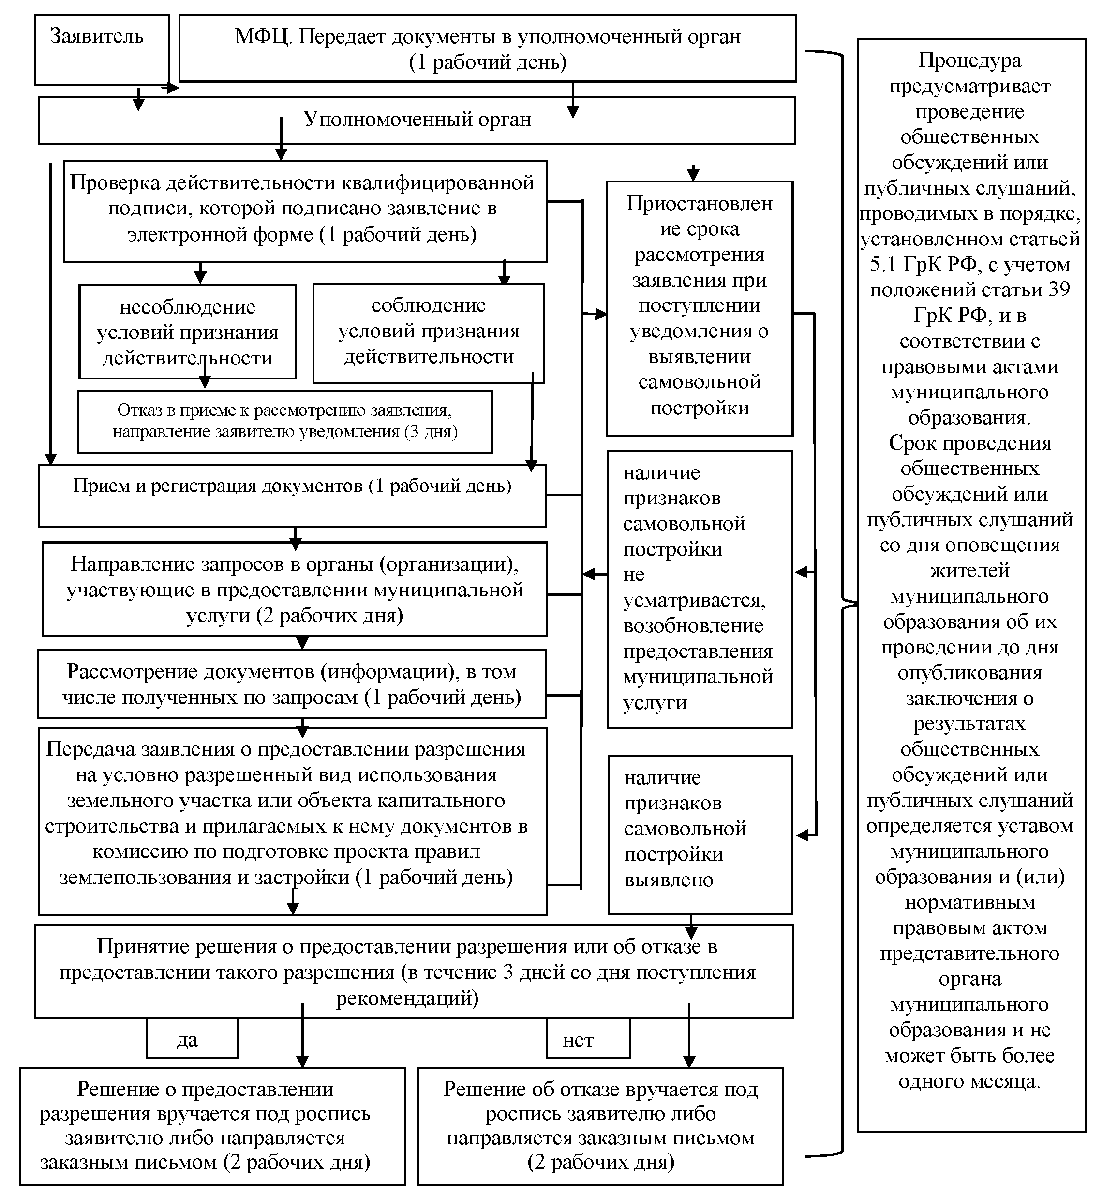 Заявитель
МФЦ. Передает документы в уполномоченный орган
(1 рабочий день)
Уполномоченный орган
Проверка действительности квалифицированной
подписи, которой подписано заявление в
электронной форме (1 рабочий день)
несоблюдение
условий признания
действительности
соблюдение
условий признания
действительности
Отказ в приеме к рассмотрению заявления,
направление заявителю уведомления (3 дня)
Прием и регистрация документов (1 рабочий день)
Направление запросов в органы (организации),
участвующие в предоставлении муниципальной
услуги (2 рабочих дня)
Рассмотрение документов (информации), в том
числе полученных по запросам (1 рабочий день)
Передача заявления о предоставлении разрешения
на условно разрешенный вид использования
земельного участка или объекта капитального
строительства и прилагаемых к нему документов в
комиссию по подготовке проекта правил
землепользования и застройки (1 рабочий день)
Приостановлен
ие срока
рассмотрения
заявления при
поступлении
уведомления о
выявлении
самовольной
постройки
наличие
признаков
самовольной
постройки
не
усматривается,
возобновление
предоставления
муниципальной
услуги
наличие
признаков
самовольной
постройки
выявлено
Принятие решения о предоставлении разрешения или об отказе в
предоставлении такого разрешения (в течение 3 дней со дня поступления
рекомендаций)
да
нет
Решение о предоставлении
разрешения вручается под роспись
заявителю либо направляется
заказным письмом (2 рабочих дня)
Решение об отказе вручается под
роспись заявителю либо
направляется заказным письмом
(2 рабочих дня)
Процедура
предусматривает
проведение
общественных
обсуждений или
публичных слушаний,
проводимых в порядке,
установленном статьей
5.1 ГрК РФ, с учетом
положений статьи 39
ГрК РФ, и в
соответствии с
правовыми актами
муниципального
образования.
Срок проведения
общественных
обсуждений или
публичных слушаний
со дня оповещения
жителей
муниципального
образования об их
проведении до дня
опубликования
заключения о
результатах
общественных
обсуждений или
публичных слушаний
определяется уставом
муниципального
образования и (или)
нормативным
правовым актом
представительного
органа
муниципального
образования и не
может быть более
одного месяца.